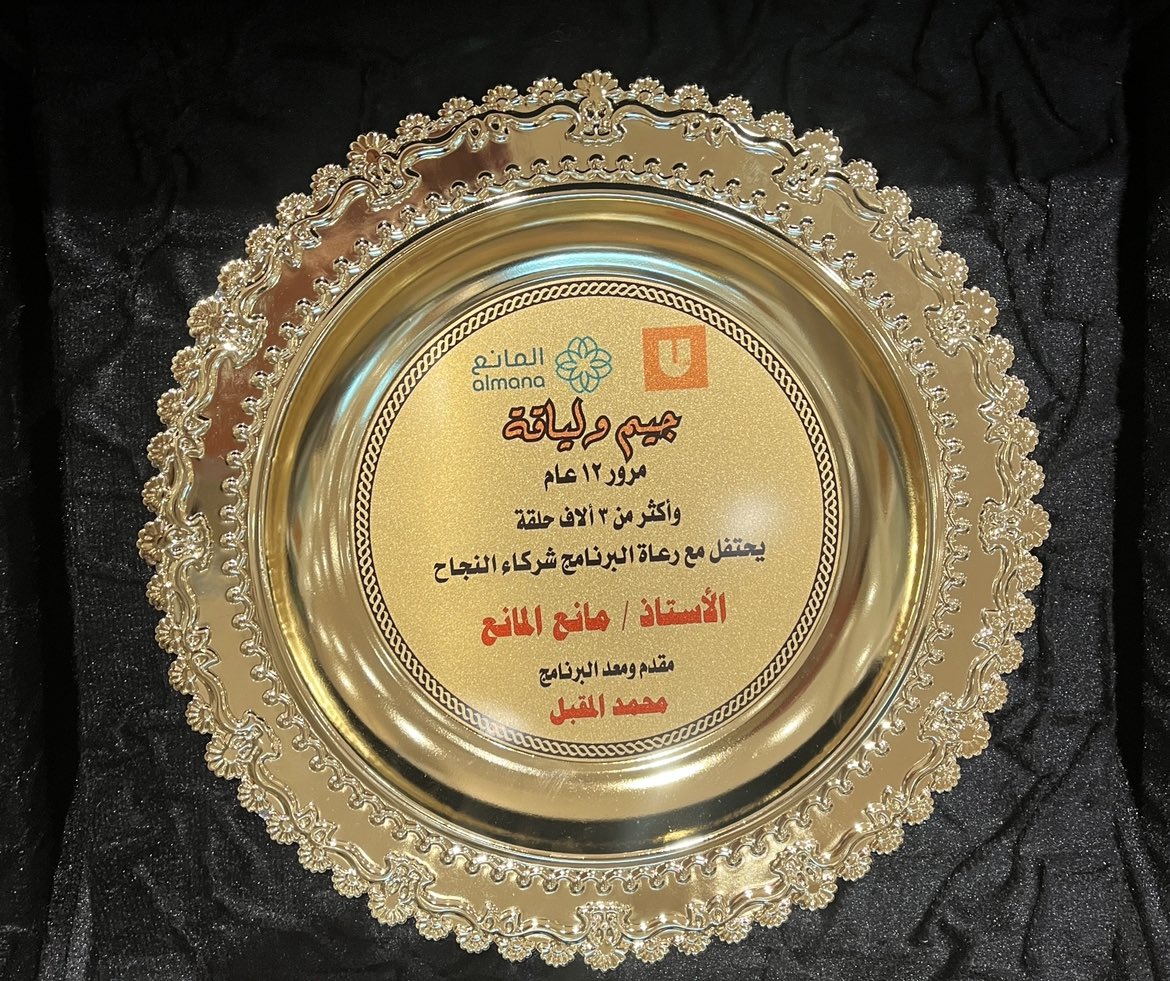 المانع
almana
U
جيم ولياقة
مرور ١٢ عام
وأكثر من ٣ ألاف حلقة
يحتفل مع رعاة البرنامج شركاء النجاح
الأستاذ / مانع المانع
مقدم ومعد البرنامج
محمد المقبل